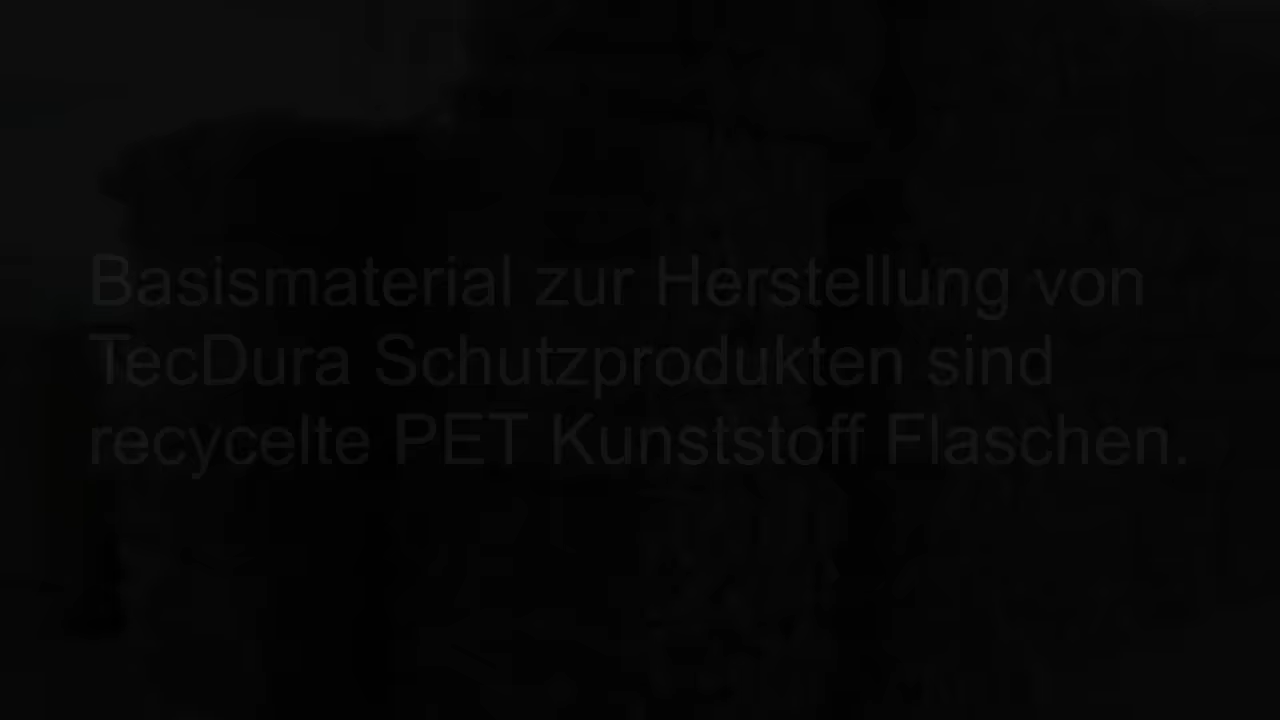 Basismaterial zur Herstellung von
TecDura Schutzprodukten sind
recycelte PET Kunststoff Flaschen.